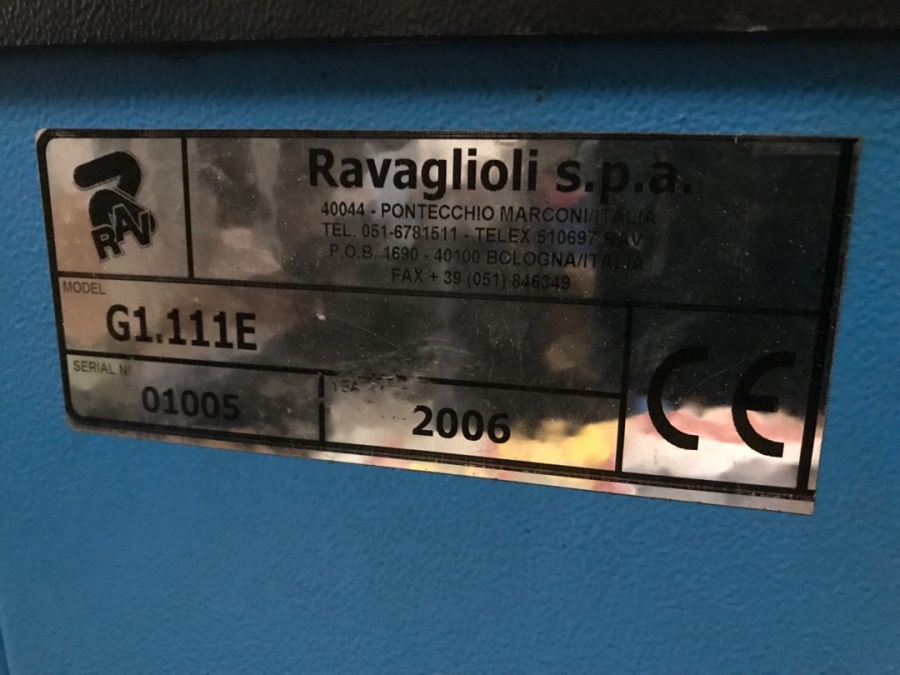 RAV
Ravaglioli s.p.a.
40044 - PONTECCHIO MARCONI/ITALIA
TEL. 051-6781511 - TELEX 510697 RAV
P.O.B. 1690 - 40100 BOLOGNA/ITALIA
FAX + 39 (051) 846349
MODEL
G1.111E
SERIAL N°
01005
2006
CE